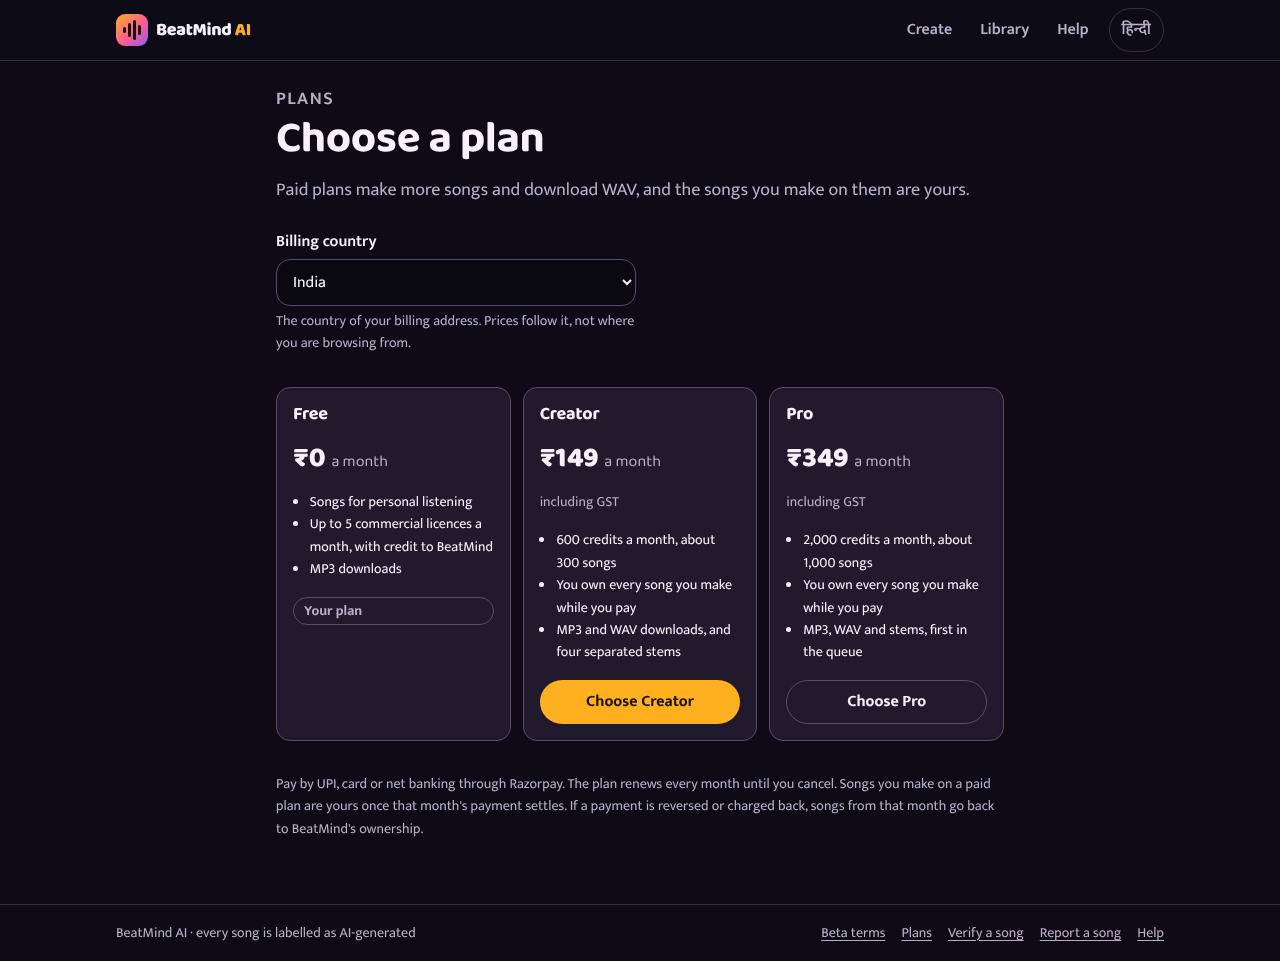 BeatMind AI
Create
Library
Help
हिन्दी
PLANS
Choose a plan
Paid plans make more songs and download WAV, and the songs you make on them are yours.
Billing country
India
The country of your billing address. Prices follow it, not where
you are browsing from.
Free
₹0 a month
Songs for personal listening
Up to 5 commercial licences a
month, with credit to BeatMind
MP3 downloads
Your plan
Creator
₹149 a month
including GST
600 credits a month, about
300 songs
You own every song you make
while you pay
MP3 and WAV downloads, and
four separated stems
Choose Creator
Pro
₹349 a month
including GST
2,000 credits a month, about
1,000 songs
You own every song you make
while you pay
MP3, WAV and stems, first in
the queue
Choose Pro
Pay by UPI, card or net banking through Razorpay. The plan renews every month until you cancel. Songs you make on a paid
plan are yours once that month's payment settles. If a payment is reversed or charged back, songs from that month go back
to BeatMind's ownership.
BeatMind AI · every song is labelled as AI-generated
Beta terms
Plans
Verify a song
Report a song
Help